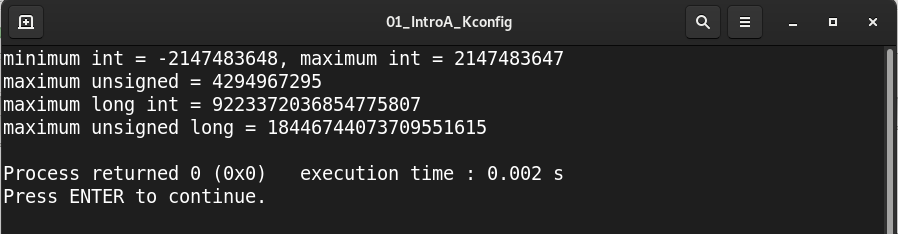 01_IntroA_Kconfig
minimum int = -2147483648, maximum int = 2147483647
maximum unsigned = 4294967295
maximum long int = 9223372036854775807
maximum unsigned long = 18446744073709551615
Process returned 0 (0x0)   execution time : 0.002 s
Press ENTER to continue.